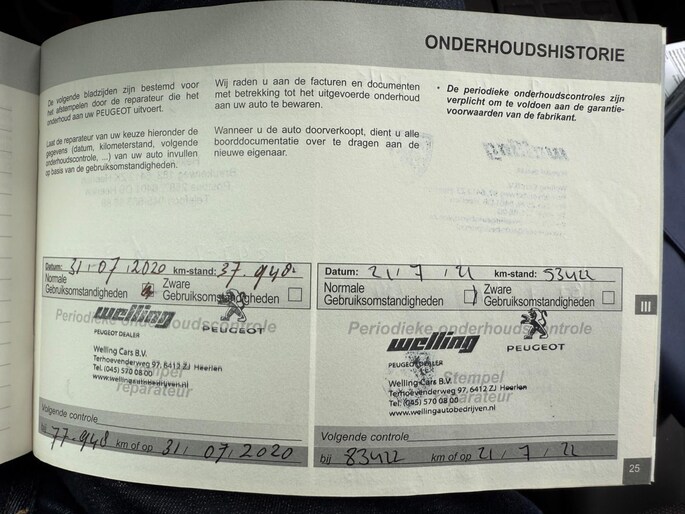 ONDERHOUDSHISTORIE
De volgende bladzijden zijn bestemd voor
het afstempelen door de reparateur die het
onderhoud aan uw PEUGEOT uitvoert.
Laat de reparateur van uw keuze hieronder de
gegevens (datum, kilometerstand, volgende
onderhoudscontrole, ...) van uw auto invullen
op basis van de gebruiksomstandigheden.
Wij raden u aan de facturen en documenten
met betrekking tot het uitgevoerde onderhoud
aan uw auto te bewaren.
Wanneer u de auto doorverkoopt, dient u alle
boorddocumentatie over te dragen aan de
nieuwe eigenaar.
• De periodieke onderhoudscontroles zijn
verplicht om te voldoen aan de garantie-
voorwaarden van de fabrikant.
Datum: 31/07/2020 km-stand: 37.948
Normale Zware
Gebruiksomstandigheden Gebruiksomstandigheden
Periodieke onderhoudscontrole
welling
PEUGEOT DEALER
PEUGEOT
Welling Cars B.V.
Terhoevenderweg 97, 6412 ZJ Heerlen
Tel. (045) 570 08 00
www.wellingautobedrijven.nl
reparateur
Volgende controle
bij 77.948 km of op 31/07/2020
Datum: 21/7/21 km-stand: 53422
Normale Zware
Gebruiksomstandigheden Gebruiksomstandigheden
Periodieke onderhoudscontrole
welling
PEUGEOT DEALER
PEUGEOT
Stempel
Welling Cars B.V.
Terhoevenderweg 97, 6412 ZJ Heerlen
Tel. (045) 570 08 00
reparateur
www.wellingautobedrijven.nl
Volgende controle
bij 83422 km of op 21/7/22
III
25